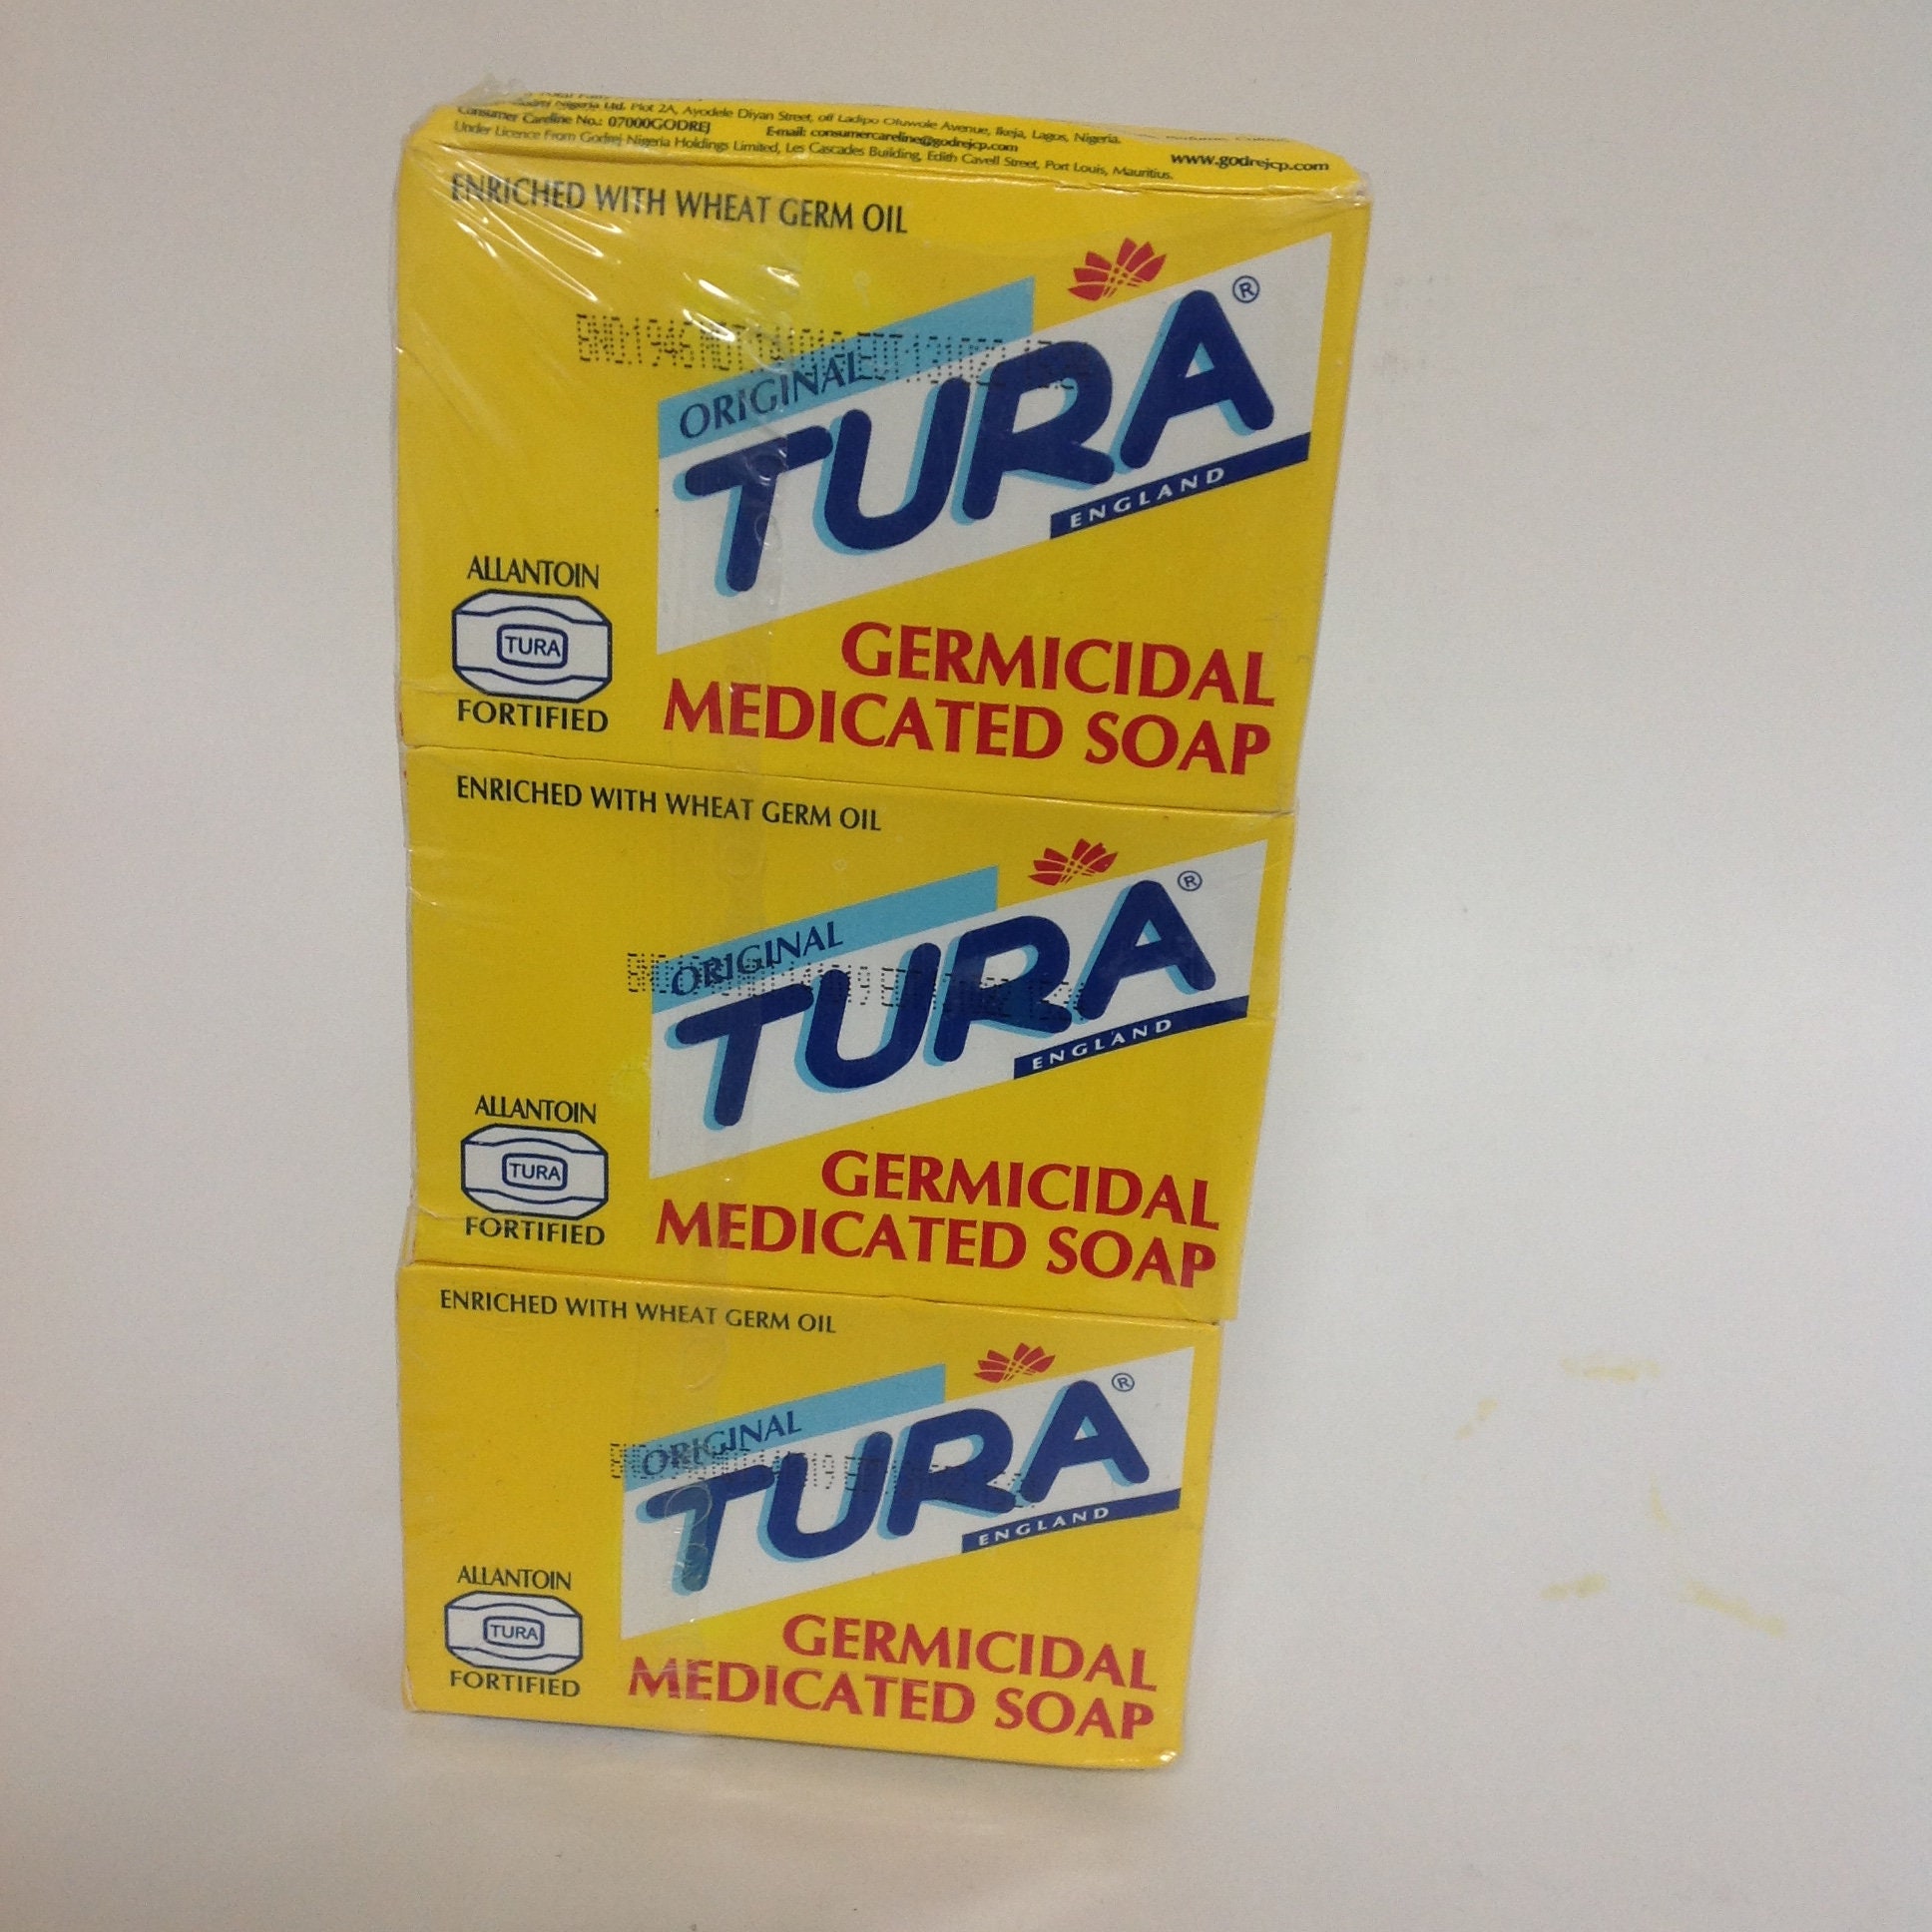 Nigeria Ltd. Plot 2A, Ayodele Diyan Street, off Ladipo Oluwole Avenue, Ikeja, Lagos, Nigeria.
Consumer Careline No.: 07000GODREJ E-mail: consumercareline@godrejcp.com www.godrejcp.com
Under Licence From Godrej Nigeria Holdings Limited, Les Cascades Building, Edith Cavell Street, Port Louis, Mauritius.
ENRICHED WITH WHEAT GERM OIL
ORIGINAL
TURA®
ENGLAND
ALLANTOIN
TURA
FORTIFIED
GERMICIDAL
MEDICATED SOAP
ENRICHED WITH WHEAT GERM OIL
ORIGINAL
TURA®
ENGLAND
ALLANTOIN
TURA
FORTIFIED
GERMICIDAL
MEDICATED SOAP
ENRICHED WITH WHEAT GERM OIL
ORIGINAL
TURA®
ENGLAND
ALLANTOIN
TURA
FORTIFIED
GERMICIDAL
MEDICATED SOAP